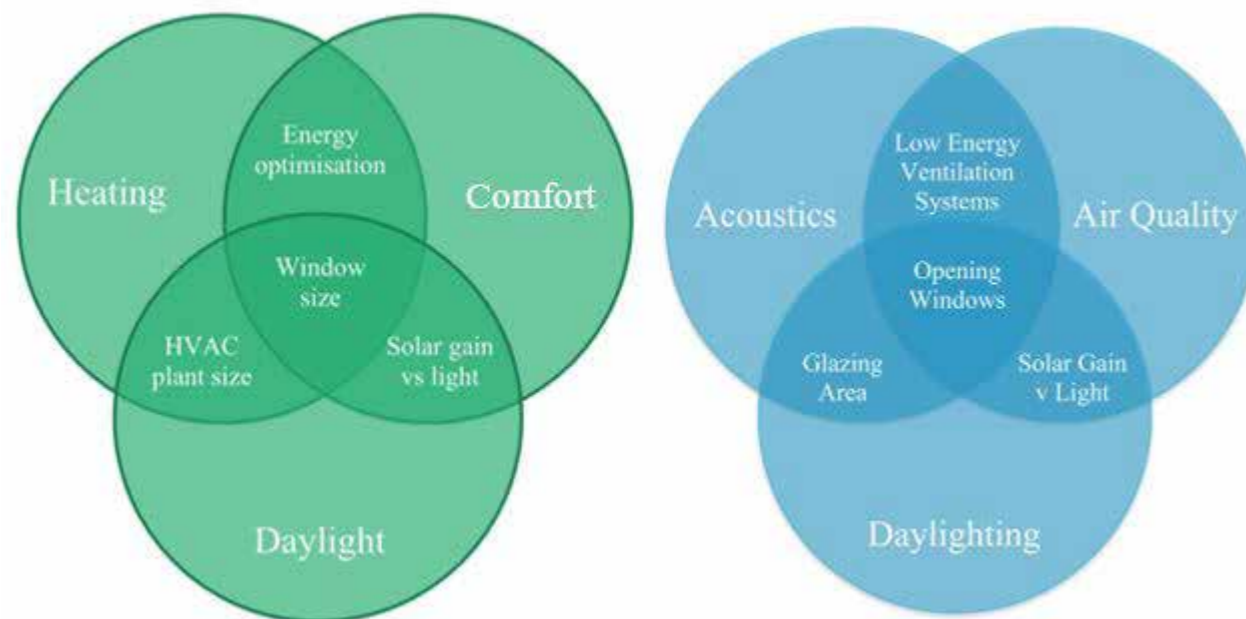 Energy
optimisation
Heating
Comfort
Window
size
HVAC
plant size
Solar gain
vs light
Daylight
Low Energy
Ventilation
Systems
Acoustics
Air Quality
Opening
Windows
Glazing
Area
Solar Gain
v Light
Daylighting